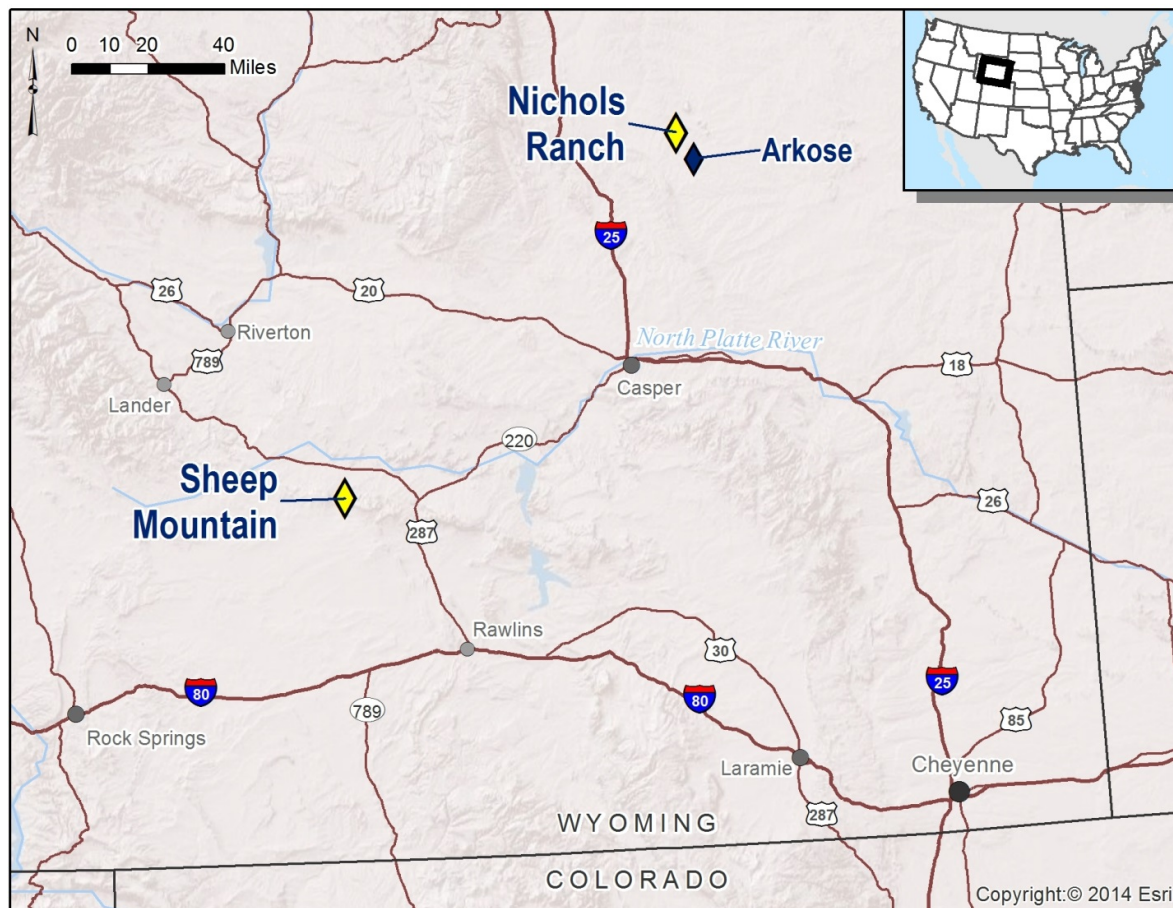 N
0 10 20 40
Miles
Nichols
Ranch
Arkose
25
26
20
Riverton
789
North Platte River
18
Casper
Lander
220
Sheep
Mountain
26
287
Rawlins
30
80
80
25
789
85
Rock Springs
Laramie
Cheyenne
287
WYOMING
COLORADO
Copyright:© 2014 Esri